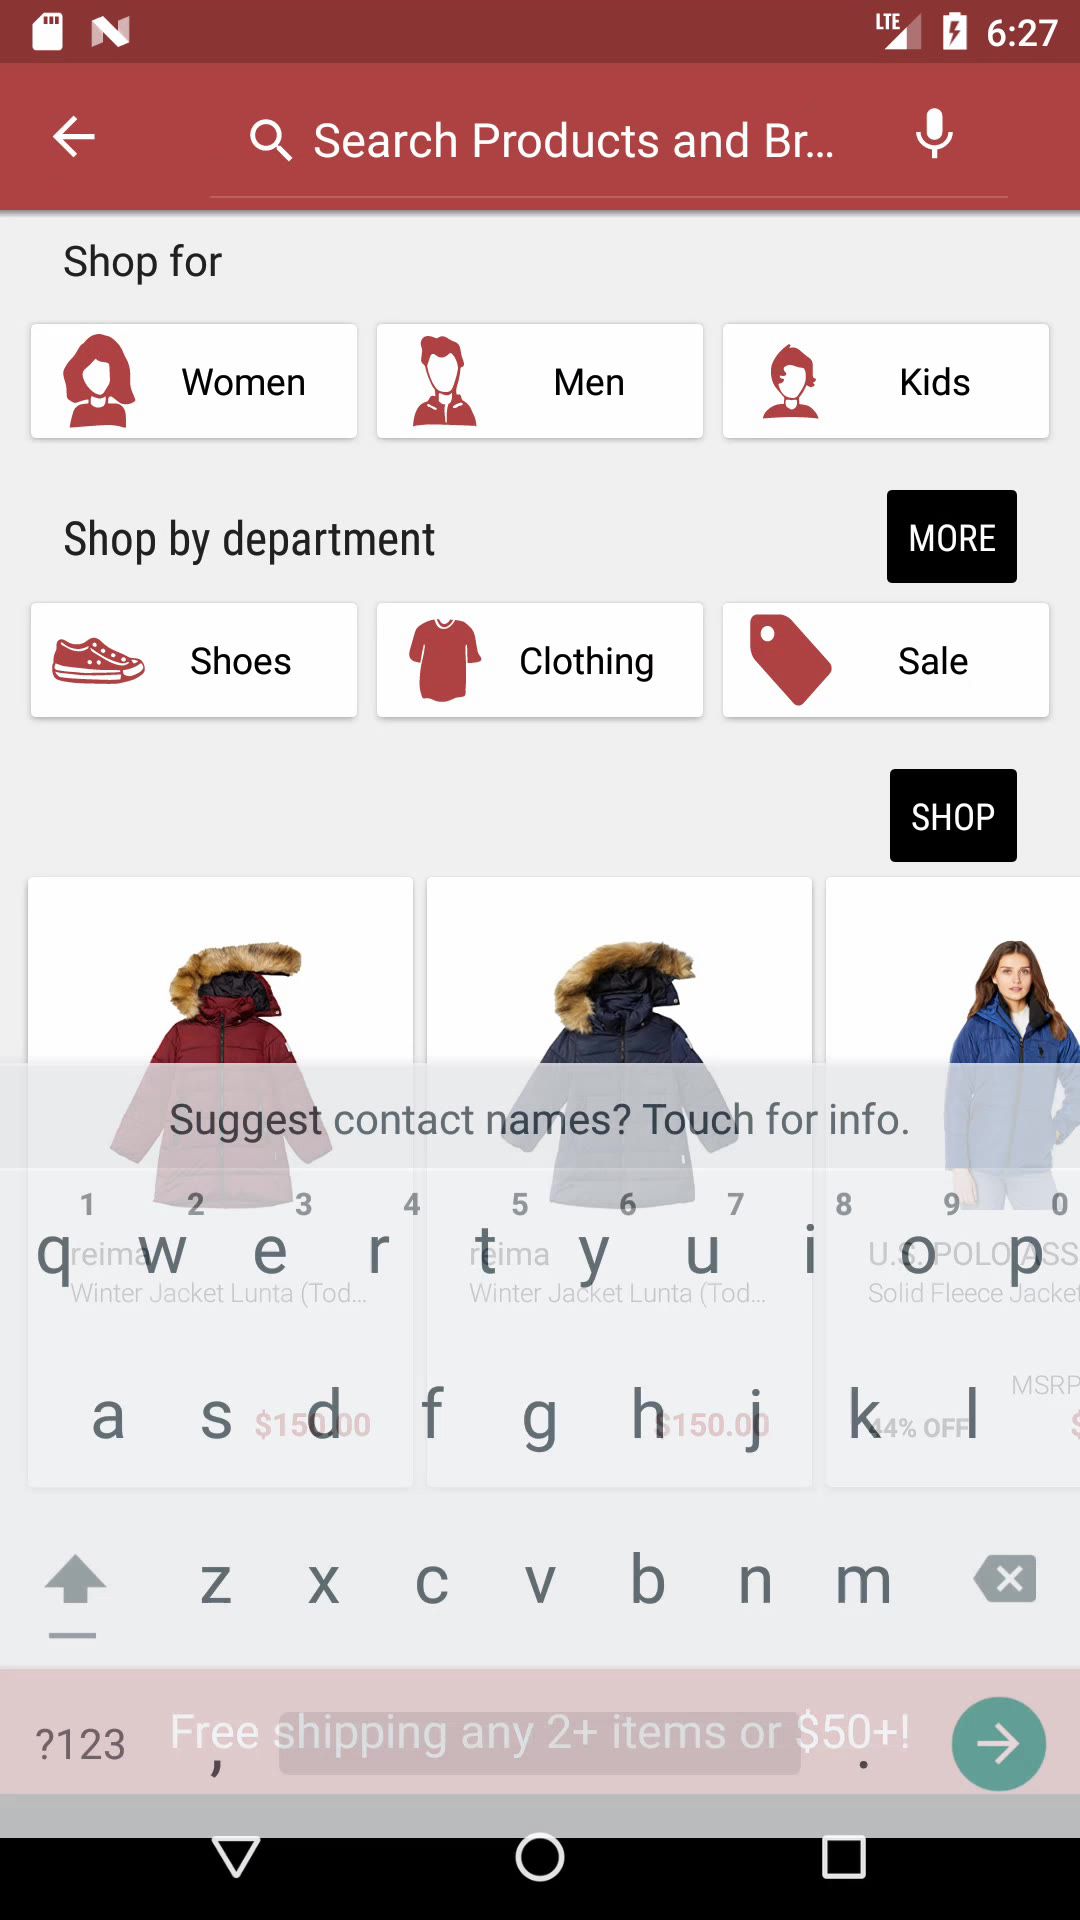 LTE 6:27
Search Products and Br...
Shop for
Women
Men
Kids
Shop by department
MORE
Shoes
Clothing
Sale
SHOP
Suggest contact names? Touch for info.
1 2 3 4 5 6 7 8 9 0
q w e r t y u i o p
reima
reima
U.S. POLO ASS
Winter Jacket Lunta (Tod...
Winter Jacket Lunta (Tod...
Solid Fleece Jacket
MSRP
a s d f g h j k l
$150.00
$150.00
44% OFF
$
z x c v b n m
Free shipping any 2+ items or $50+!
?123 , .